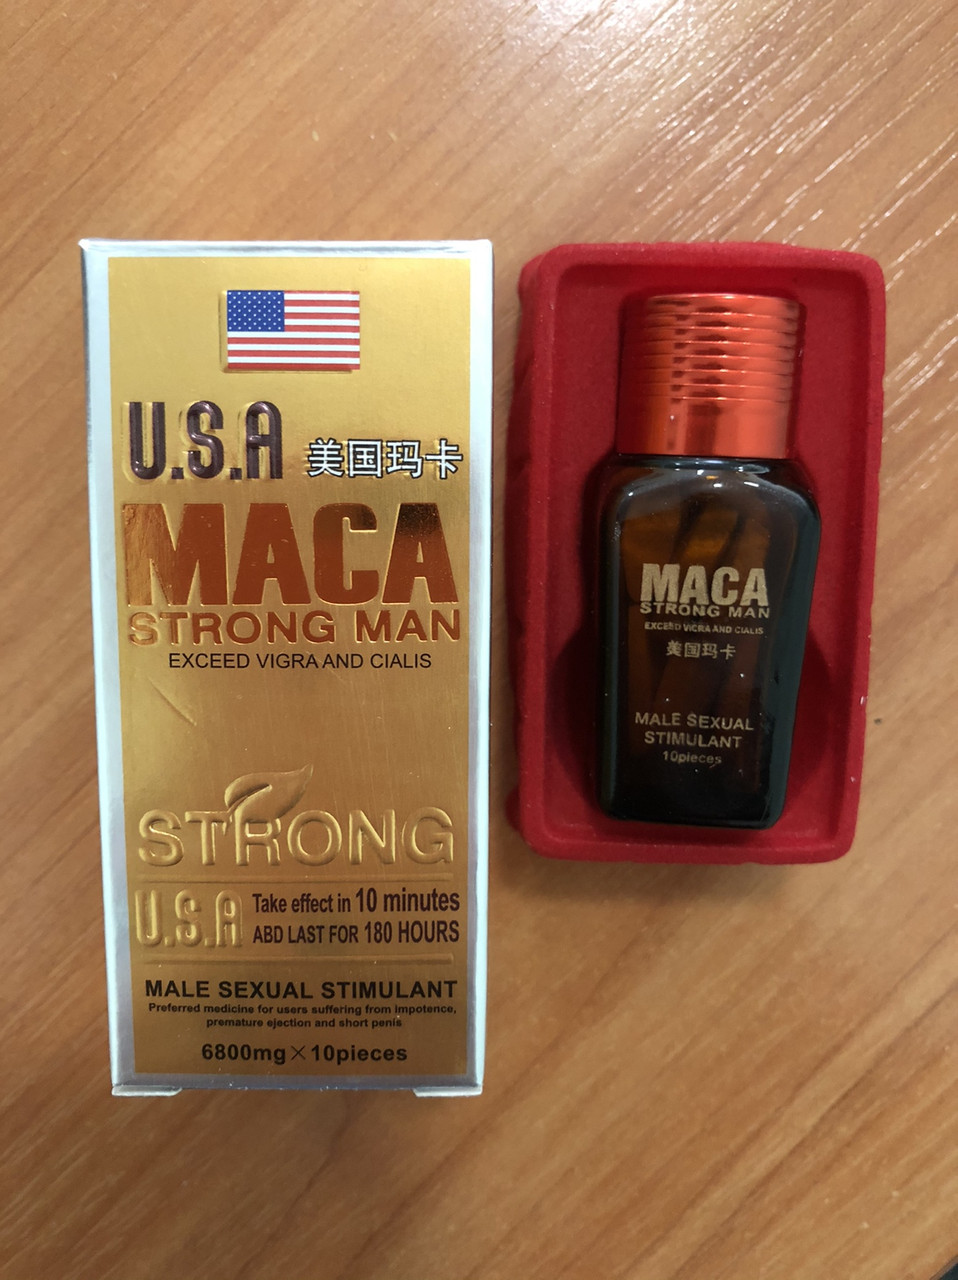 U.S.A 美国玛卡
MACA
STRONG MAN
EXCEED VIGRA AND CIALIS
STRONG
U.S.A
Take effect in 10 minutes
ABD LAST FOR 180 HOURS
MALE SEXUAL STIMULANT
Preferred medicine for users suffering from impotence,
premature ejection and short penis
6800mg×10pieces
MACA
STRONG MAN
EXCEED VIGRA AND CIALIS
美国玛卡
MALE SEXUAL
STIMULANT
10pieces